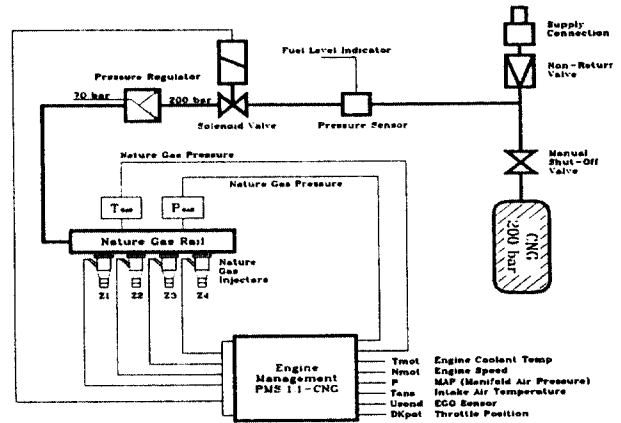 Supply
Connection
Fuel Level Indicator
Non-Return
Valve
Pressure Regulator
70 bar
200 bar
Solenoid Valve
Pressure Sensor
Manual
Shut-Off
Valve
Nature Gas Pressure
Nature Gas Pressure
T GAS
P GAS
CNG
200 bar
Nature Gas Rail
Nature
Gas
Injectors
Z1 Z2 Z3 Z4
Engine
Management
PMS 1.1-CNG
Tmot Engine Coolant Temp
Nmot Engine Speed
P MAP (Manifold Air Pressure)
Tans Intake Air Temperature
Usond EGO Sensor
DKpot Throttle Position